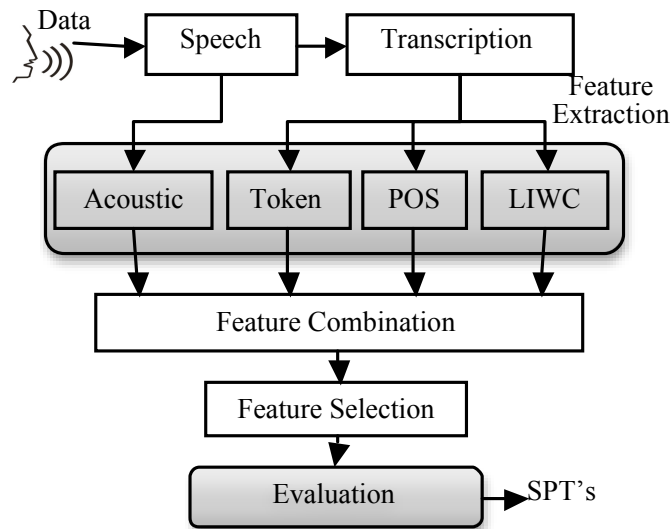 Data
Speech
Transcription
Feature
Extraction
Acoustic
Token
POS
LIWC
Feature Combination
Feature Selection
Evaluation
SPT’s